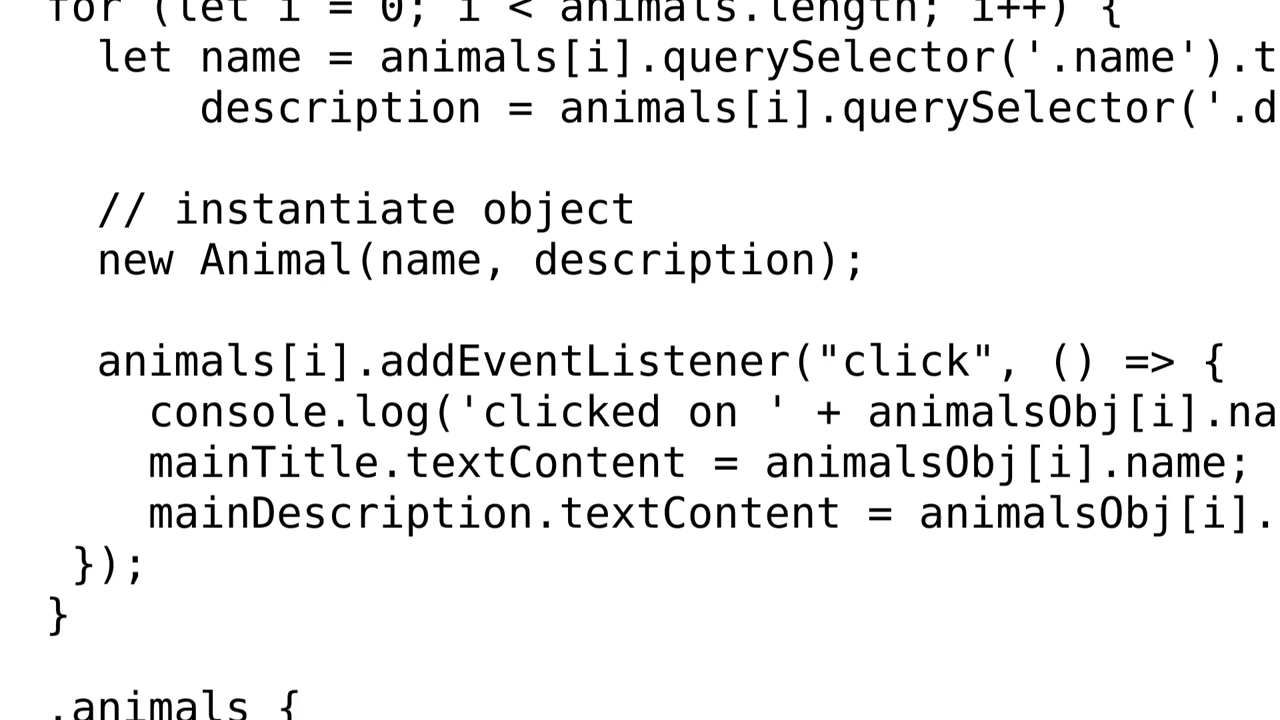 for (let i = 0; i < animals.length; i++) {
  let name = animals[i].querySelector('.name').t
      description = animals[i].querySelector('.d

  // instantiate object
  new Animal(name, description);

  animals[i].addEventListener("click", () => {
    console.log('clicked on ' + animalsObj[i].na
    mainTitle.textContent = animalsObj[i].name;
    mainDescription.textContent = animalsObj[i].
 });
}

.animals {